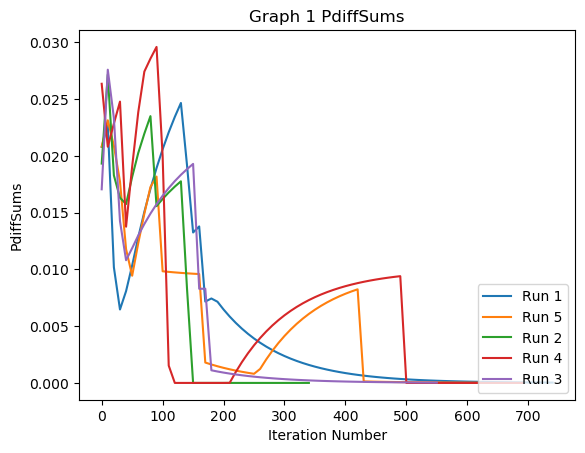 Graph 1 PdiffSums
0.030
0.025
0.020
0.015
0.010
0.005
0.000
PdiffSums
0 100 200 300 400 500 600 700
Iteration Number
Run 1
Run 5
Run 2
Run 4
Run 3